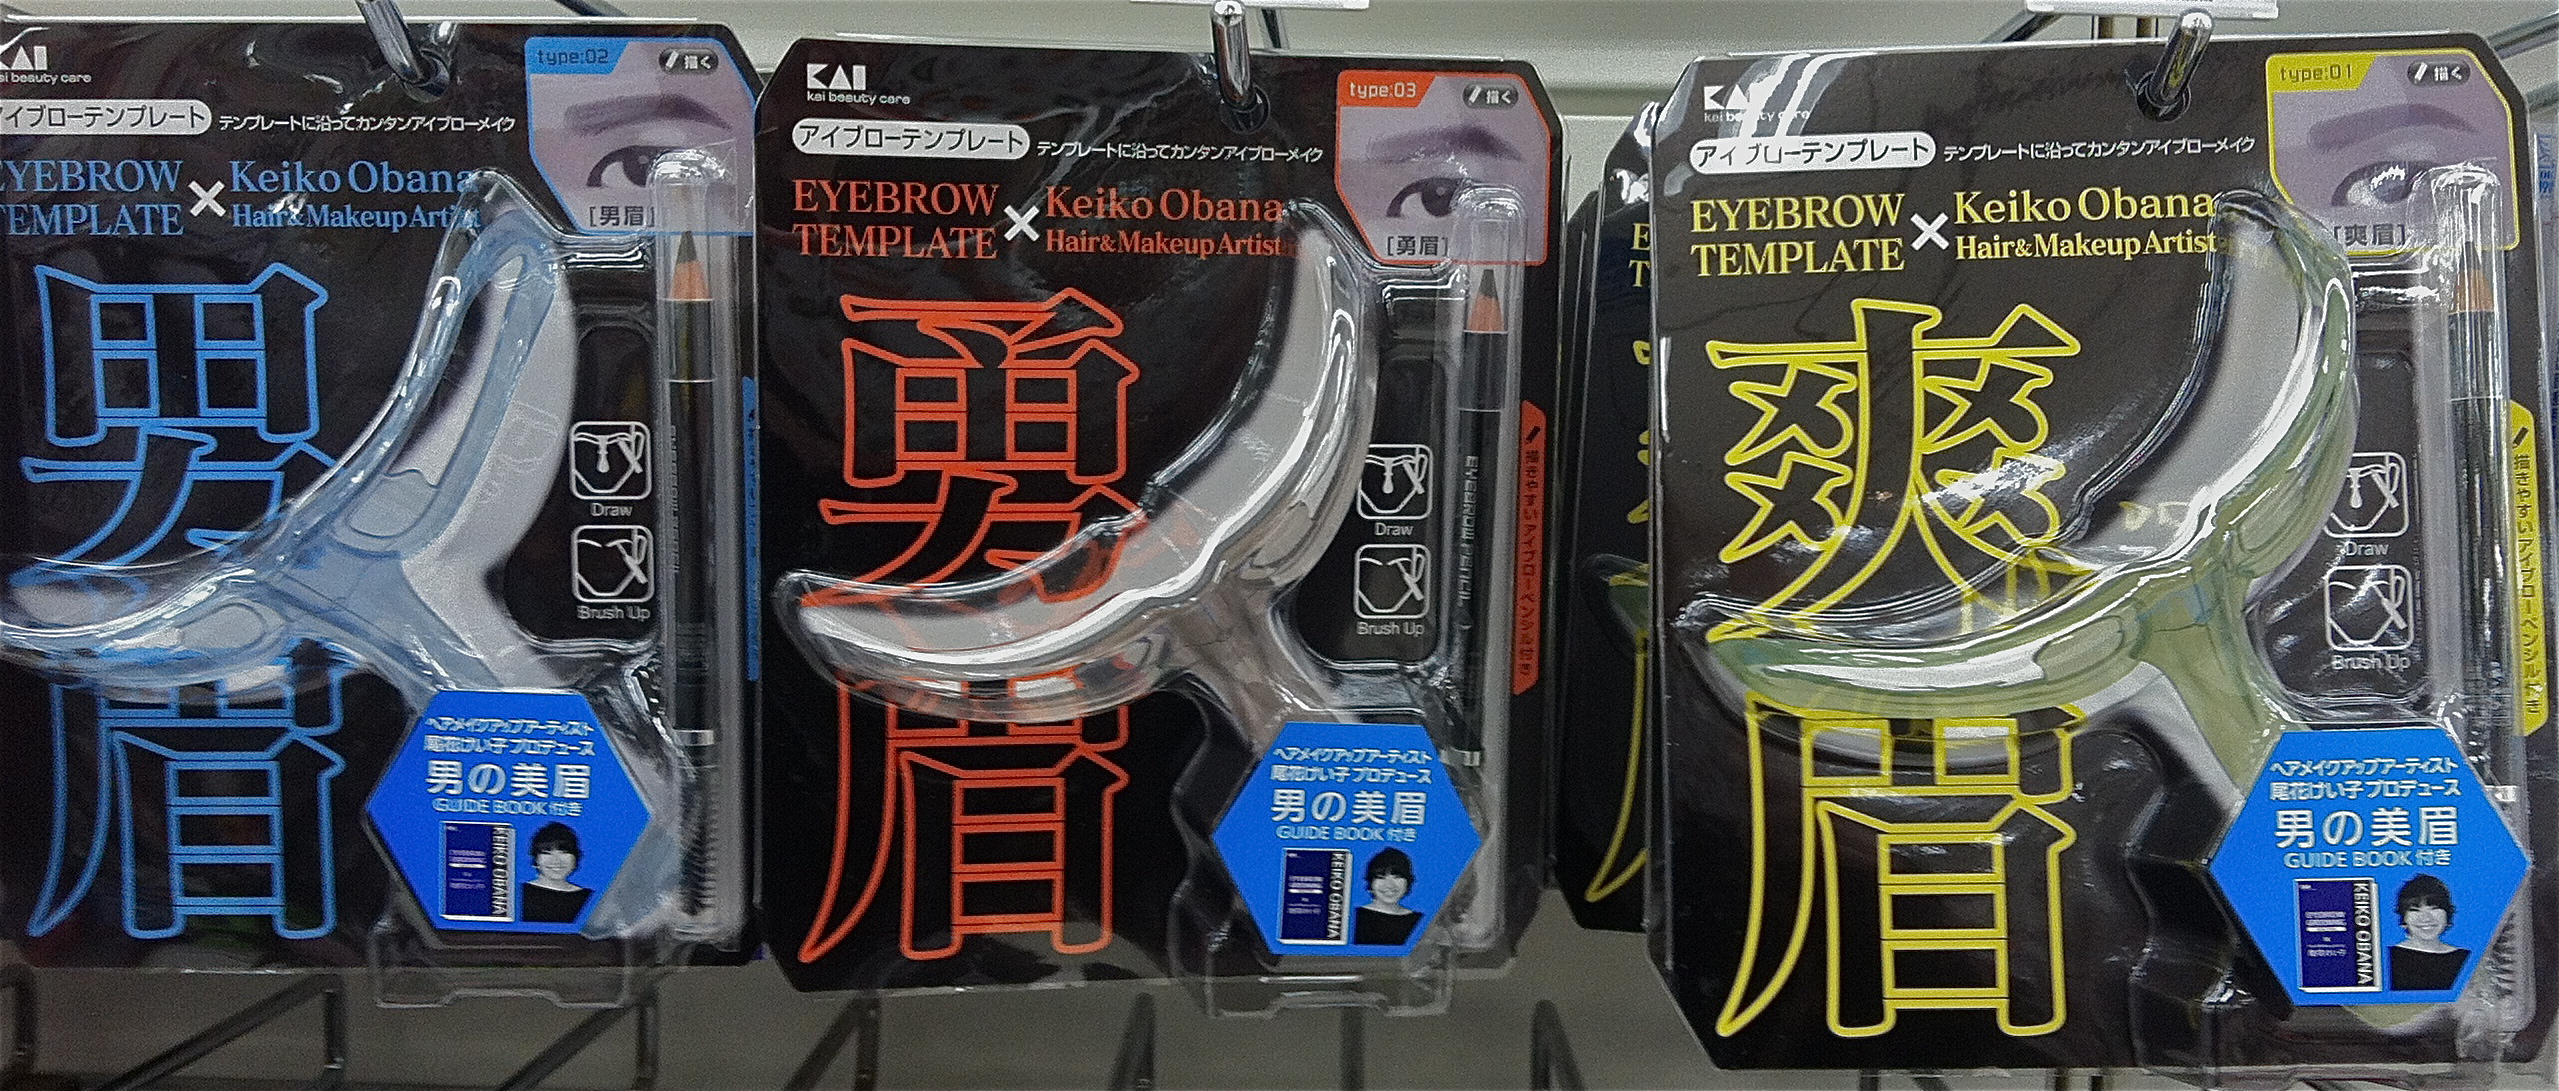 KAI
kai beauty care
type:02
描く
アイブローテンプレート
テンプレートに沿ってカンタンアイブローメイク
EYEBROW
TEMPLATE
×
Keiko Obana
Hair&Makeup Artist
[男眉]
男眉
Draw
Brush Up
ヘアメイクアップアーティスト
尾花けい子 プロデュース
男の美眉
GUIDE BOOK 付き
KEIKO OBANA
KAI
kai beauty care
type:03
描く
アイブローテンプレート
テンプレートに沿ってカンタンアイブローメイク
EYEBROW
TEMPLATE
×
Keiko Obana
Hair&Makeup Artist
[勇眉]
勇眉
Draw
Brush Up
EYEBROW PENCIL
描きやすいアイブローペンシル付き
ヘアメイクアップアーティスト
尾花けい子 プロデュース
男の美眉
GUIDE BOOK 付き
KEIKO OBANA
KAI
kai beauty care
type:01
描く
アイブローテンプレート
テンプレートに沿ってカンタンアイブローメイク
EYEBROW
TEMPLATE
×
Keiko Obana
Hair&Makeup Artist
[爽眉]
爽眉
Draw
Brush Up
描きやすいアイブローペンシル付き
ヘアメイクアップアーティスト
尾花けい子 プロデュース
男の美眉
GUIDE BOOK 付き
KEIKO OBANA